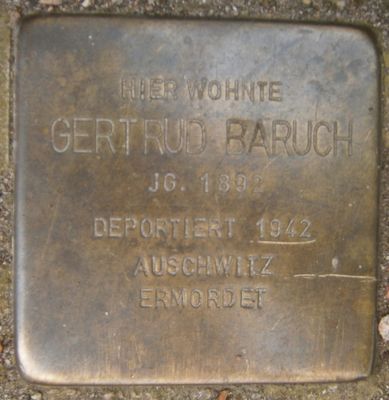 HIER WOHNTE
GERTRUD BARUCH
JG. 1892
DEPORTIERT 1942
AUSCHWITZ
ERMORDET